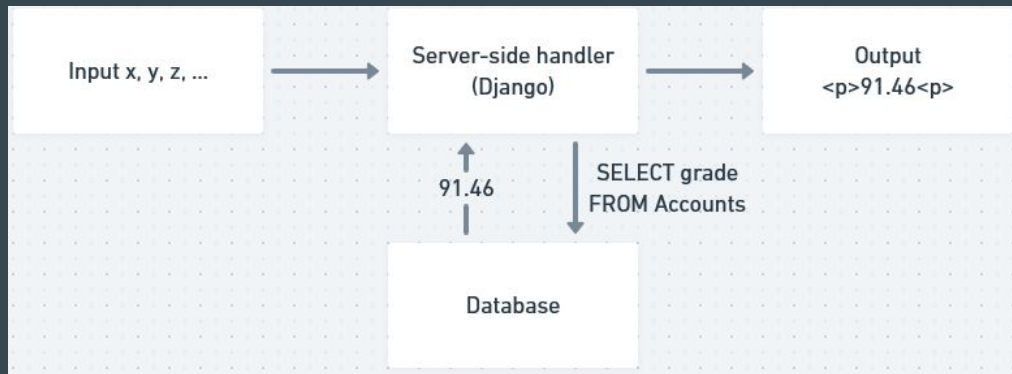 Input x, y, z, ...
Server-side handler
(Django)
Output
<p>91.46<p>
91.46
SELECT grade
FROM Accounts
Database